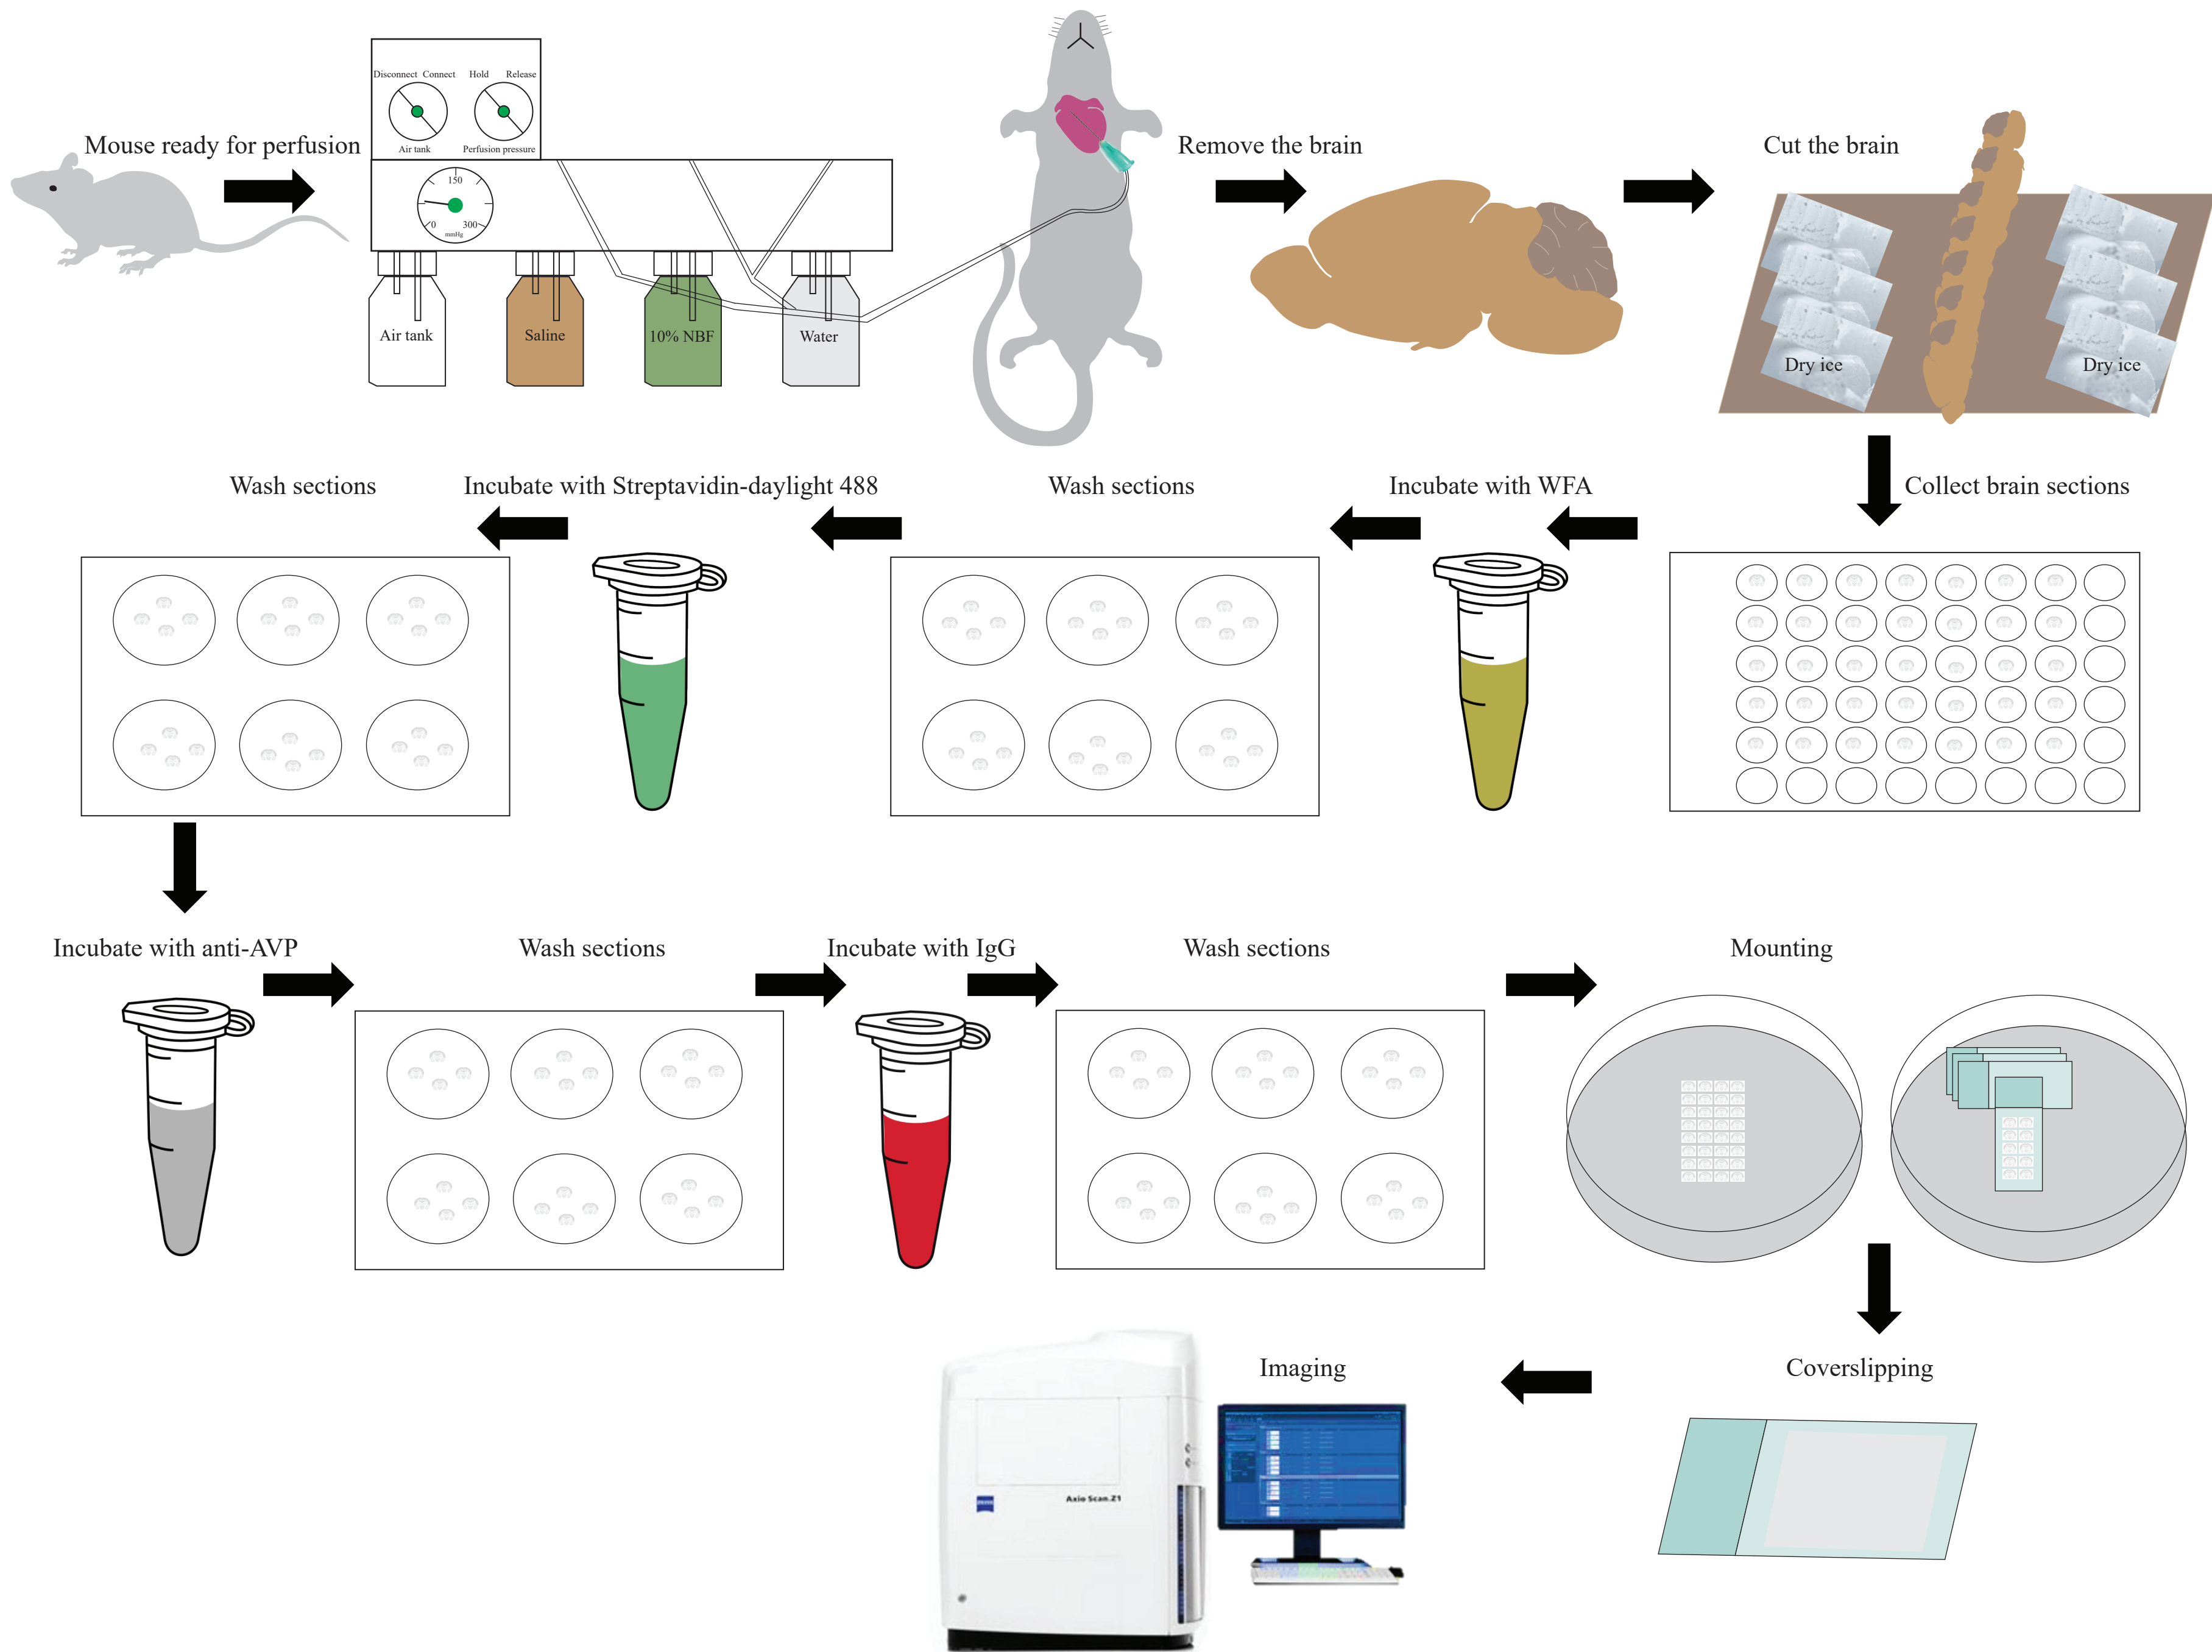 Mouse ready for perfusion
Disconnect Connect Hold Release
Air tank Perfusion pressure
150
0 300
mmHg
Air tank
Saline
10% NBF
Water
Remove the brain
Cut the brain
Dry ice
Dry ice
Collect brain sections
Incubate with WFA
Wash sections
Incubate with Streptavidin-daylight 488
Wash sections
Incubate with anti-AVP
Wash sections
Incubate with IgG
Wash sections
Mounting
Coverslipping
Imaging
Axio Scan.Z1